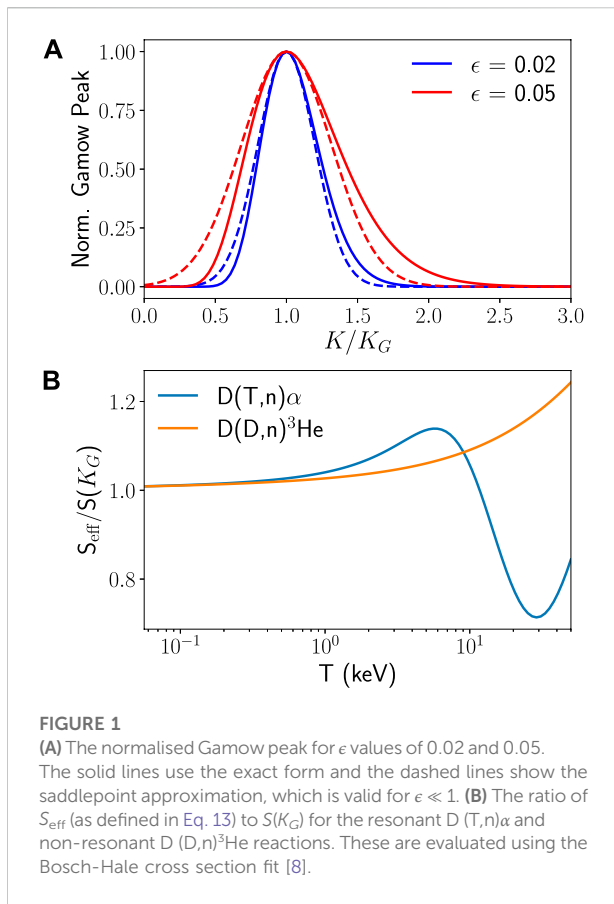 A
1.00
0.75
0.50
0.25
0.00
Norm. Gamow Peak
ϵ = 0.02
ϵ = 0.05
0.0 0.5 1.0 1.5 2.0 2.5 3.0
K/K_G
B
1.2
1.0
0.8
S_eff/S(K_G)
D(T,n)α
D(D,n)³He
10⁻¹ 10⁰ 10¹
T (keV)
FIGURE 1
(A) The normalised Gamow peak for ϵ values of 0.02 and 0.05.
The solid lines use the exact form and the dashed lines show the
saddlepoint approximation, which is valid for ϵ ≪ 1. (B) The ratio of
S_eff (as defined in Eq. 13) to S(K_G) for the resonant D (T,n)α and
non-resonant D (D,n)³He reactions. These are evaluated using the
Bosch-Hale cross section fit [8].